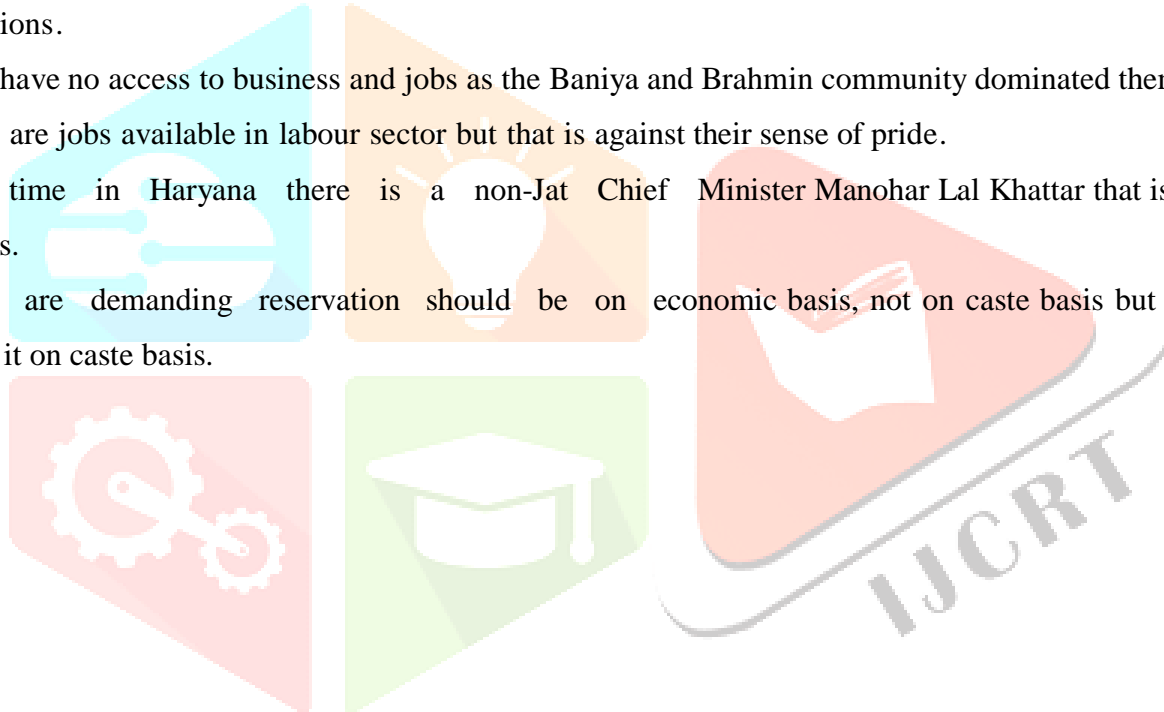 ions.
have no access to business and jobs as the Baniya and Brahmin community dominated
are jobs available in labour sector but that is against their sense of pride.
time in Haryana there is a non-Jat Chief Minister Manohar Lal Khattar that is
s.
are demanding reservation should be on economic basis, not on caste basis but
it on caste basis.
IJCRT